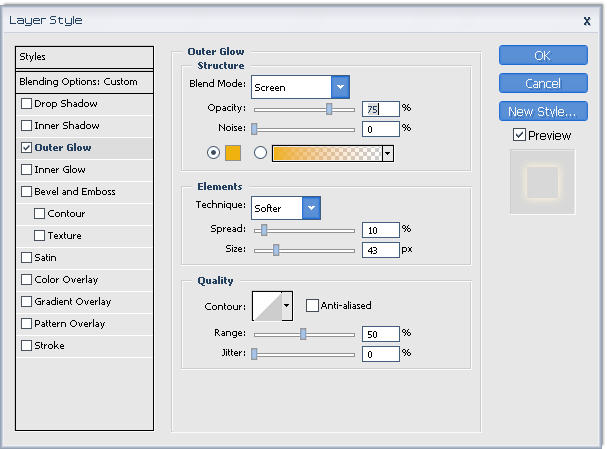 Layer Style
x
Styles
Blending Options: Custom
Drop Shadow
Inner Shadow
Outer Glow
Inner Glow
Bevel and Emboss
Contour
Texture
Satin
Color Overlay
Gradient Overlay
Pattern Overlay
Stroke
Outer Glow
Structure
Blend Mode: Screen
Opacity: 75 %
Noise: 0 %
Elements
Technique: Softer
Spread: 10 %
Size: 43 px
Quality
Contour: Anti-aliased
Range: 50 %
Jitter: 0 %
OK
Cancel
New Style...
Preview